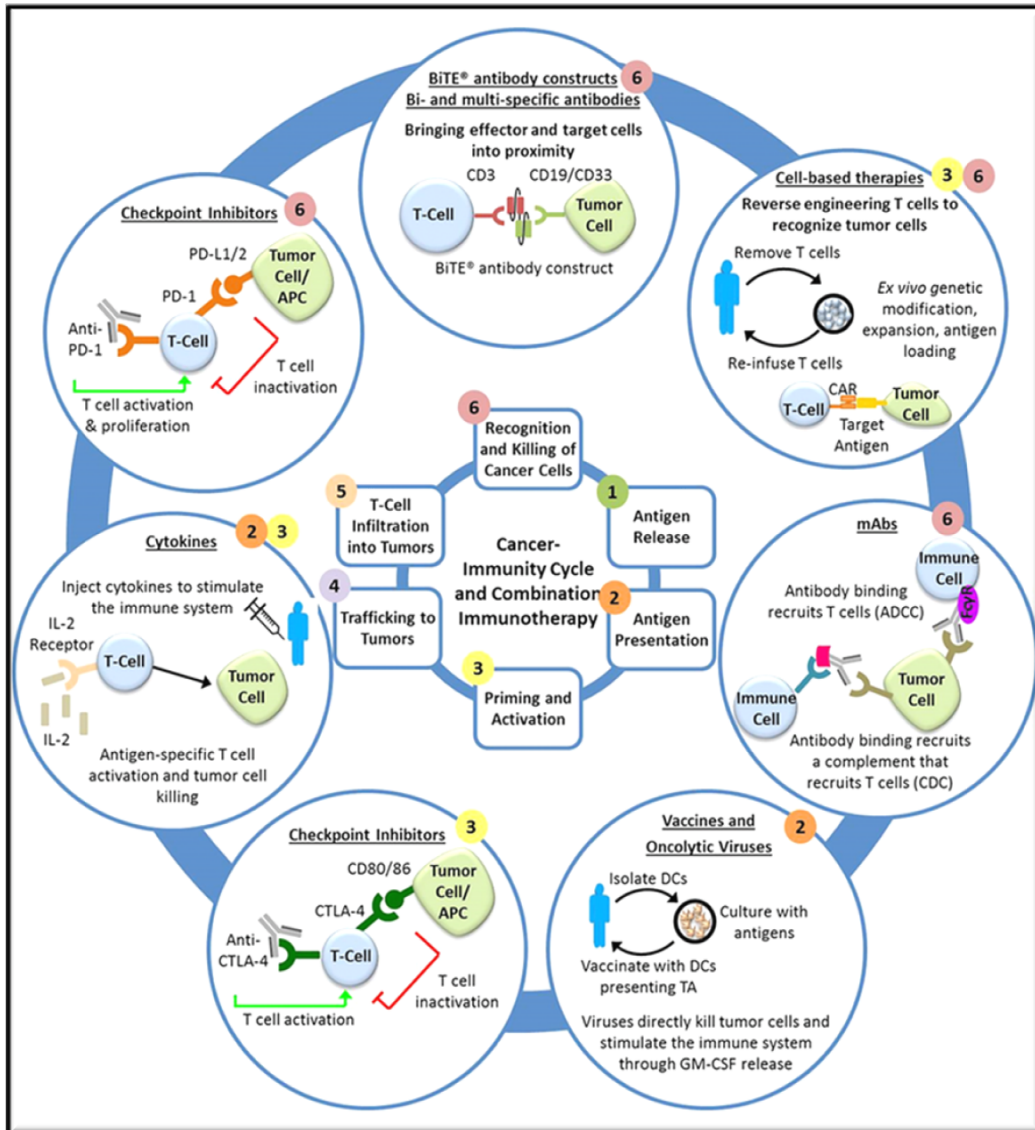 BiTE® antibody constructs
Bi- and multi-specific antibodies
6
Bringing effector and target cells
into proximity
CD3
CD19/CD33
T-Cell
Tumor
Cell
BiTE® antibody construct
3
6
Cell-based therapies
Reverse engineering T cells to
recognize tumor cells
Remove T cells
Ex vivo genetic
modification,
expansion, antigen
loading
Re-infuse T cells
CAR
T-Cell
Tumor
Cell
Target
Antigen
6
mAbs
Immune
Cell
FcγR
Antibody binding
recruits T cells (ADCC)
Tumor
Cell
Immune
Cell
Antibody binding recruits
a complement that
recruits T cells (CDC)
2
Vaccines and
Oncolytic Viruses
Isolate DCs
Culture with
antigens
Vaccinate with DCs
presenting TA
Viruses directly kill tumor cells and
stimulate the immune system
through GM-CSF release
3
Checkpoint Inhibitors
CD80/86
Tumor
Cell/
APC
CTLA-4
Anti-
CTLA-4
T-Cell
T cell
inactivation
T cell activation
2
3
Cytokines
Inject cytokines to stimulate
the immune system
IL-2
Receptor
T-Cell
Tumor
Cell
IL-2
Antigen-specific T cell
activation and tumor cell
killing
6
Checkpoint Inhibitors
PD-L1/2
Tumor
Cell/
APC
PD-1
Anti-
PD-1
T-Cell
T cell
inactivation
T cell activation
& proliferation
Cancer-
Immunity Cycle
and Combination
Immunotherapy
6
Recognition
and Killing of
Cancer Cells
1
Antigen
Release
2
Antigen
Presentation
3
Priming and
Activation
4
Trafficking to
Tumors
5
T-Cell
Infiltration
into Tumors